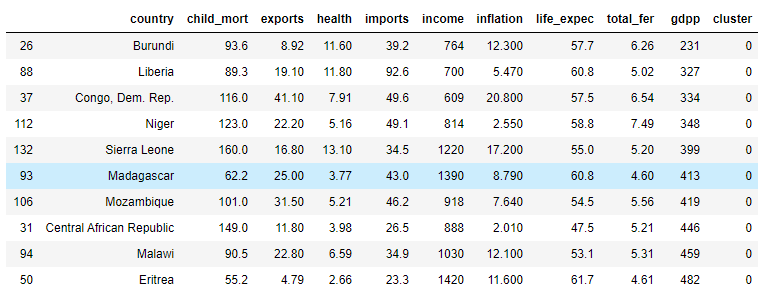 country child_mort exports health imports income inflation life_expec total_fer gdpp cluster
26 Burundi 93.6 8.92 11.60 39.2 764 12.300 57.7 6.26 231 0
88 Liberia 89.3 19.10 11.80 92.6 700 5.470 60.8 5.02 327 0
37 Congo, Dem. Rep. 116.0 41.10 7.91 49.6 609 20.800 57.5 6.54 334 0
112 Niger 123.0 22.20 5.16 49.1 814 2.550 58.8 7.49 348 0
132 Sierra Leone 160.0 16.80 13.10 34.5 1220 17.200 55.0 5.20 399 0
93 Madagascar 62.2 25.00 3.77 43.0 1390 8.790 60.8 4.60 413 0
106 Mozambique 101.0 31.50 5.21 46.2 918 7.640 54.5 5.56 419 0
31 Central African Republic 149.0 11.80 3.98 26.5 888 2.010 47.5 5.21 446 0
94 Malawi 90.5 22.80 6.59 34.9 1030 12.100 53.1 5.31 459 0
50 Eritrea 55.2 4.79 2.66 23.3 1420 11.600 61.7 4.61 482 0